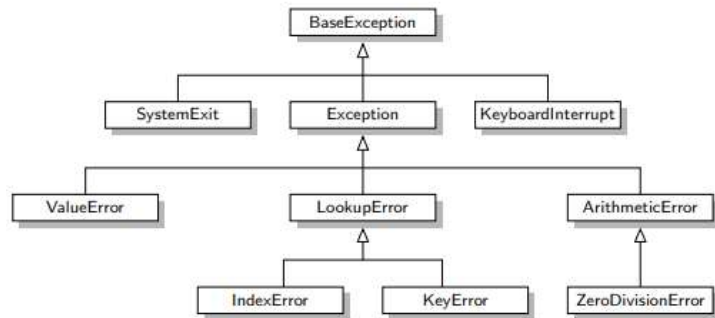 BaseException
SystemExit Exception KeyboardInterrupt
ValueError LookupError ArithmeticError
IndexError KeyError ZeroDivisionError